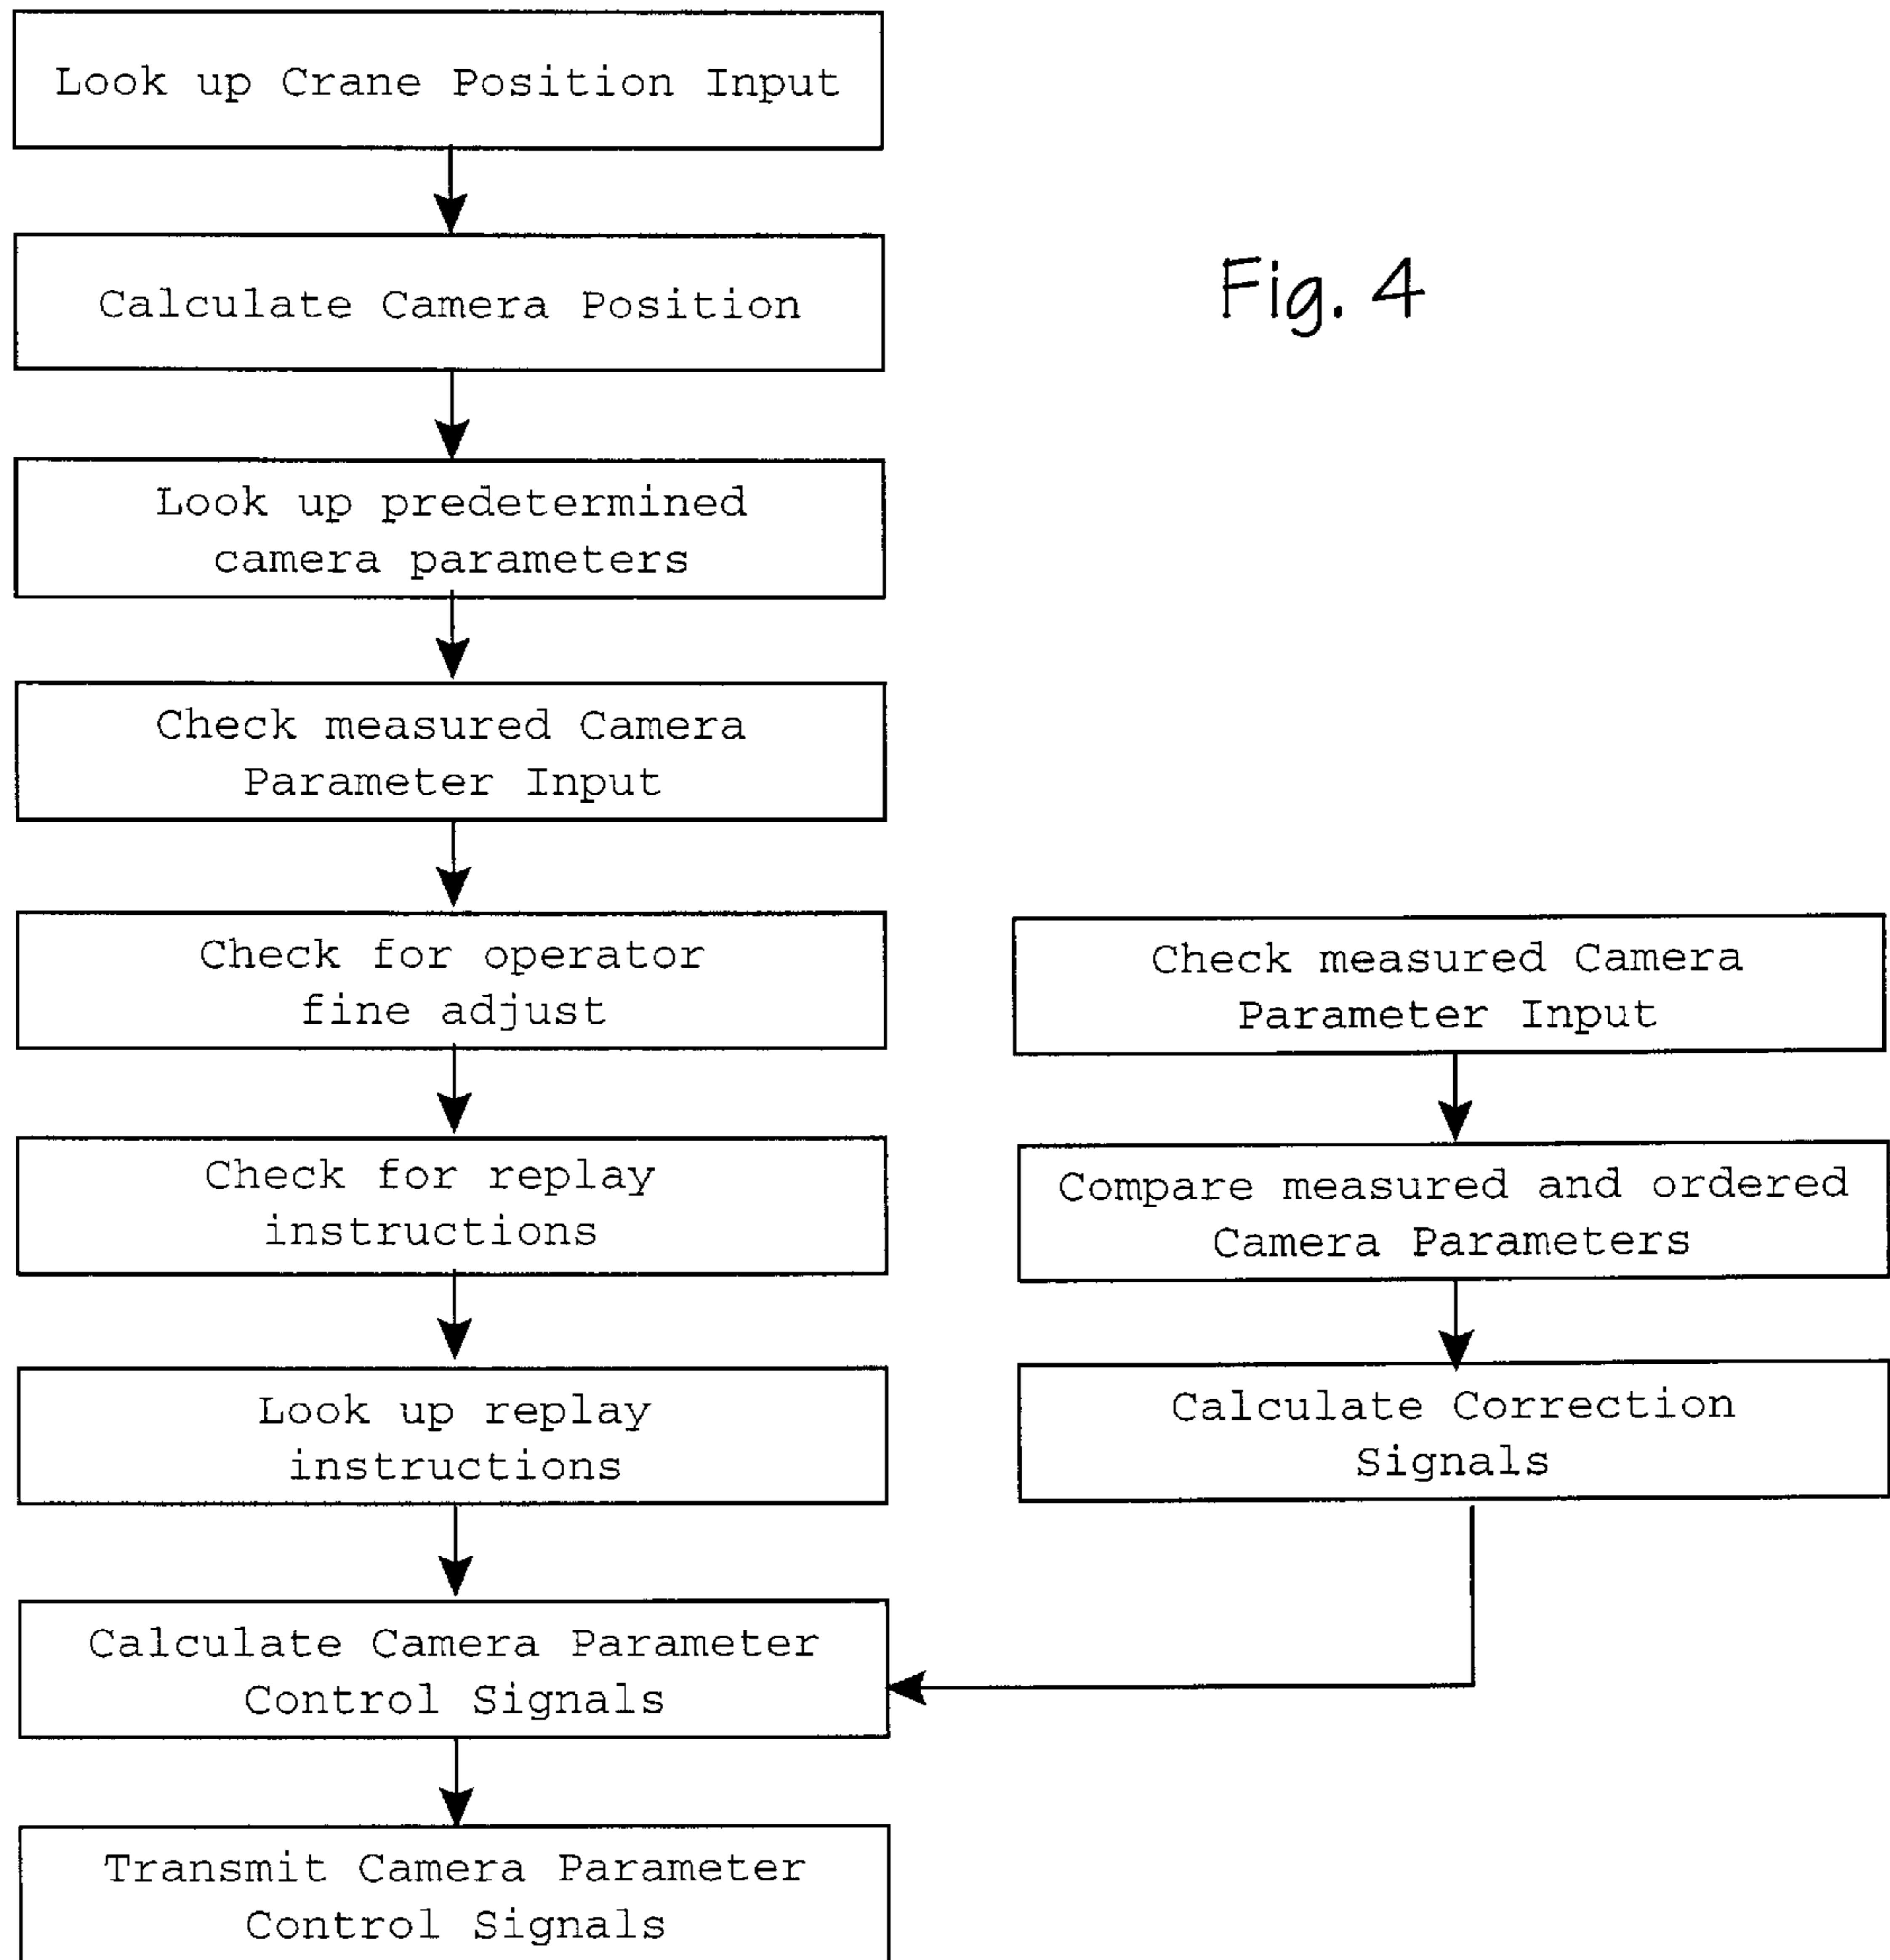 Look up Crane Position Input
Calculate Camera Position
Fig. 4
Look up predetermined
camera parameters
Check measured Camera
Parameter Input
Check for operator
fine adjust
Check for replay
instructions
Look up replay
instructions
Calculate Camera Parameter
Control Signals
Transmit Camera Parameter
Control Signals
Check measured Camera
Parameter Input
Compare measured and ordered
Camera Parameters
Calculate Correction
Signals